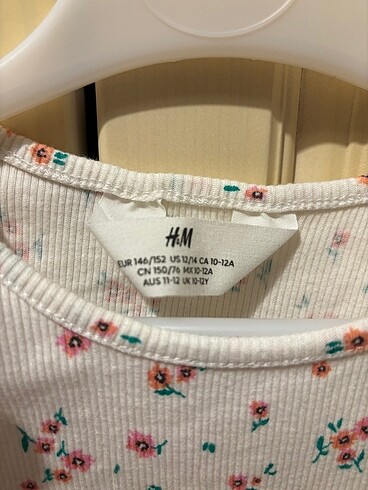 H&M
EUR 146/152 US 12/14 CA 10-12A
CN 150/76 MX 10-12A
AUS 11-12 UK 10-12Y